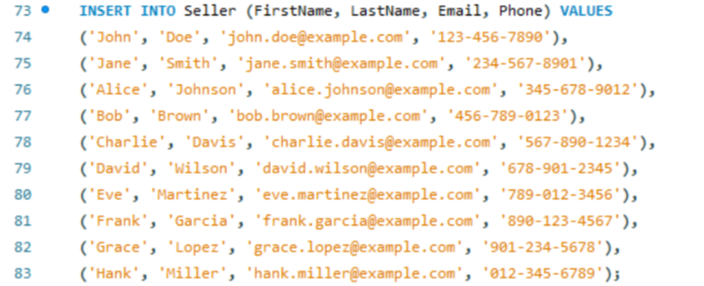 73 INSERT INTO Seller (FirstName, LastName, Email, Phone) VALUES
74 ('John', 'Doe', 'john.doe@example.com', '123-456-7890'),
75 ('Jane', 'Smith', 'jane.smith@example.com', '234-567-8901'),
76 ('Alice', 'Johnson', 'alice.johnson@example.com', '345-678-9012'),
77 ('Bob', 'Brown', 'bob.brown@example.com', '456-789-0123'),
78 ('Charlie', 'Davis', 'charlie.davis@example.com', '567-890-1234'),
79 ('David', 'Wilson', 'david.wilson@example.com', '678-901-2345'),
80 ('Eve', 'Martinez', 'eve.martinez@example.com', '789-012-3456'),
81 ('Frank', 'Garcia', 'frank.garcia@example.com', '890-123-4567'),
82 ('Grace', 'Lopez', 'grace.lopez@example.com', '901-234-5678'),
83 ('Hank', 'Miller', 'hank.miller@example.com', '012-345-6789');